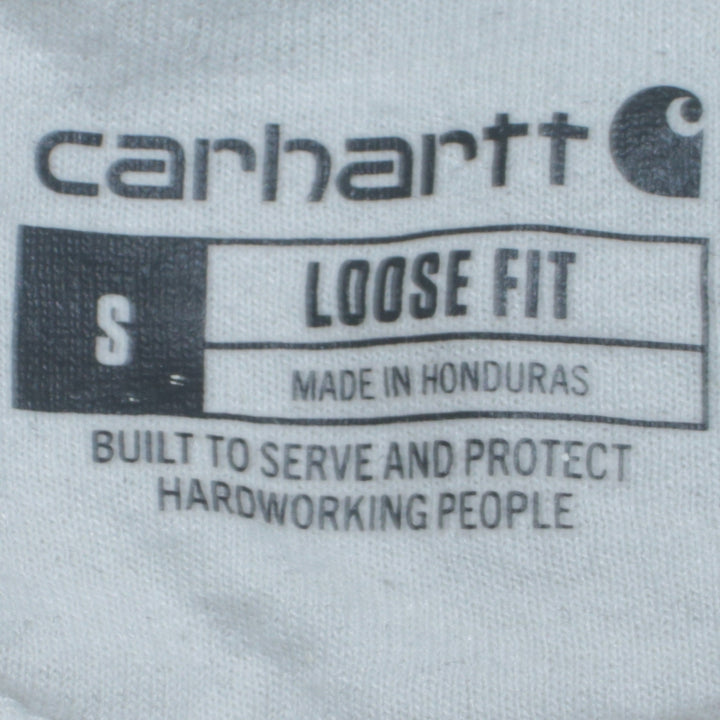 carhartt
S
LOOSE FIT
MADE IN HONDURAS
BUILT TO SERVE AND PROTECT
HARDWORKING PEOPLE